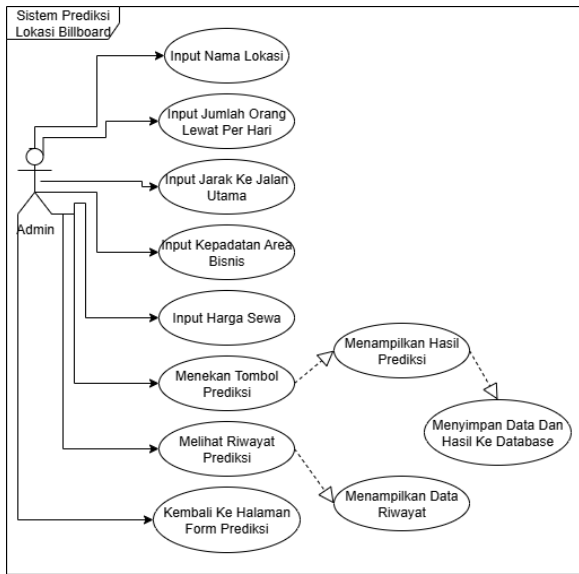 Sistem Prediksi
Lokasi Billboard
Input Nama Lokasi
Input Jumlah Orang
Lewat Per Hari
Input Jarak Ke Jalan
Utama
Admin
Input Kepadatan Area
Bisnis
Input Harga Sewa
Menampilkan Hasil
Prediksi
Menekan Tombol
Prediksi
Menyimpan Data Dan
Hasil Ke Database
Melihat Riwayat
Prediksi
Menampilkan Data
Riwayat
Kembali Ke Halaman
Form Prediksi